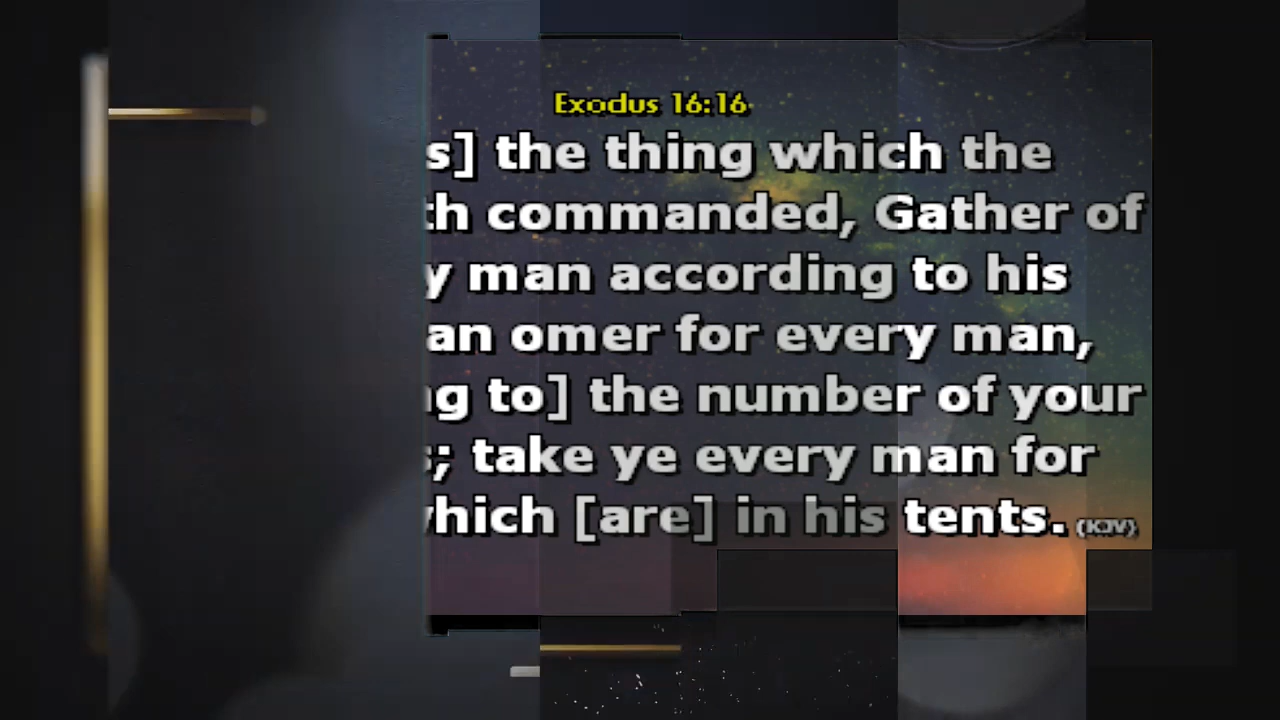 Exodus 16:16
s] the thing which the
th commanded, Gather of
y man according to his
an omer for every man,
ng to] the number of your
s; take ye every man for
which [are] in his tents. (KJV)